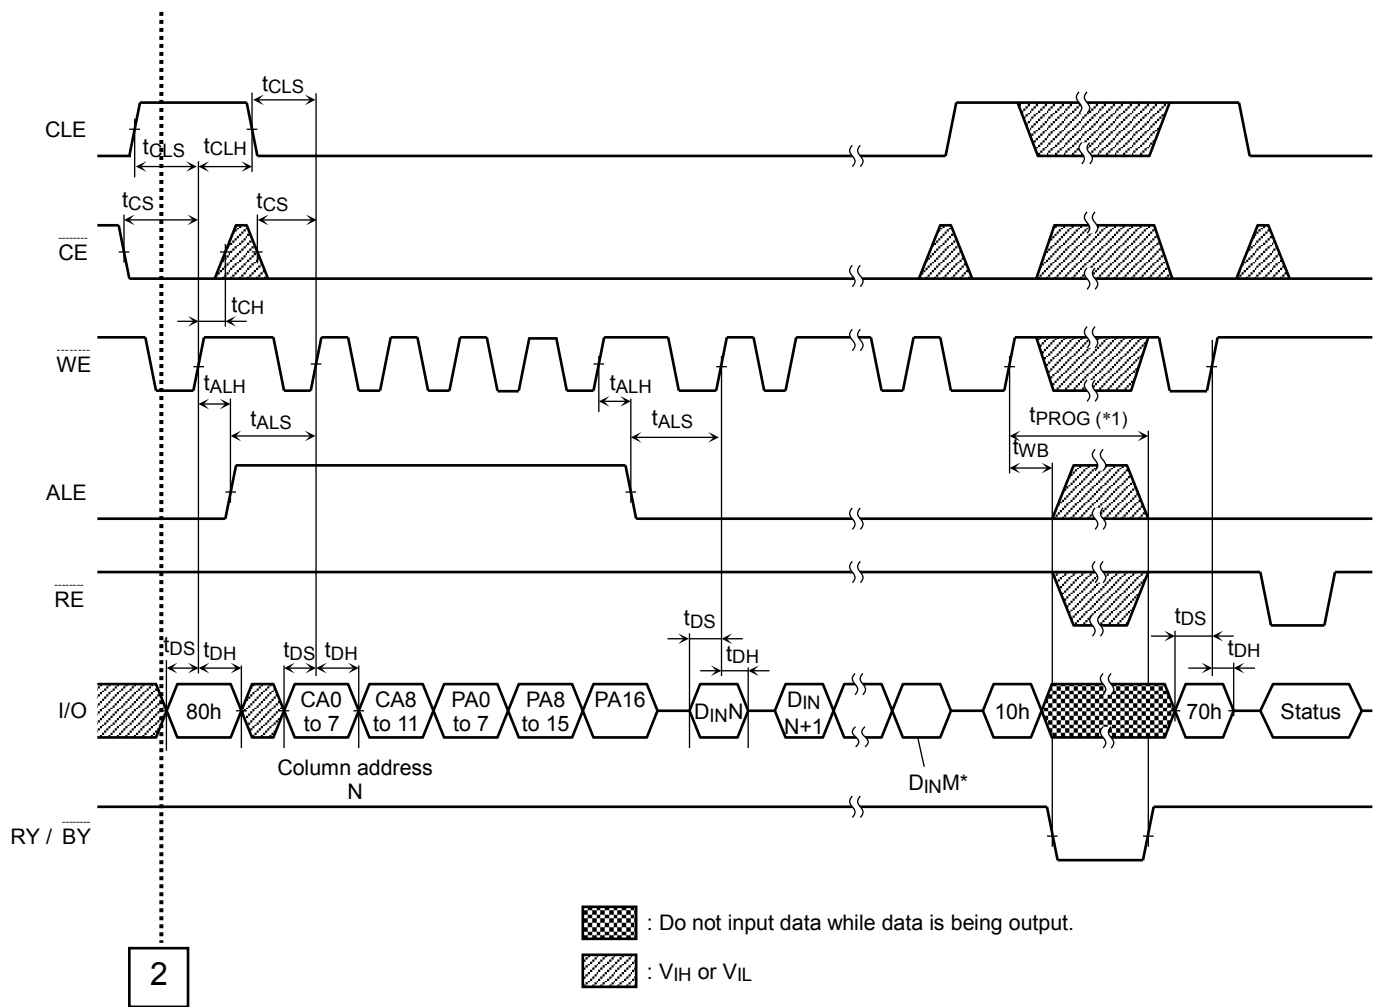 tCLS
CLE
tCLS tCLH
tCS tCS
CE
tCH
WE
tALH tALH
tALS tALS tPROG (*1)
tWB
ALE
RE
tDS tDH tDS tDH tDS tDH tDS tDH
I/O 80h CA0 to 7 CA8 to 11 PA0 to 7 PA8 to 15 PA16 DINN DIN N+1 10h 70h Status
Column address
N
DINM*
RY / BY
: Do not input data while data is being output.
2
: VIH or VIL